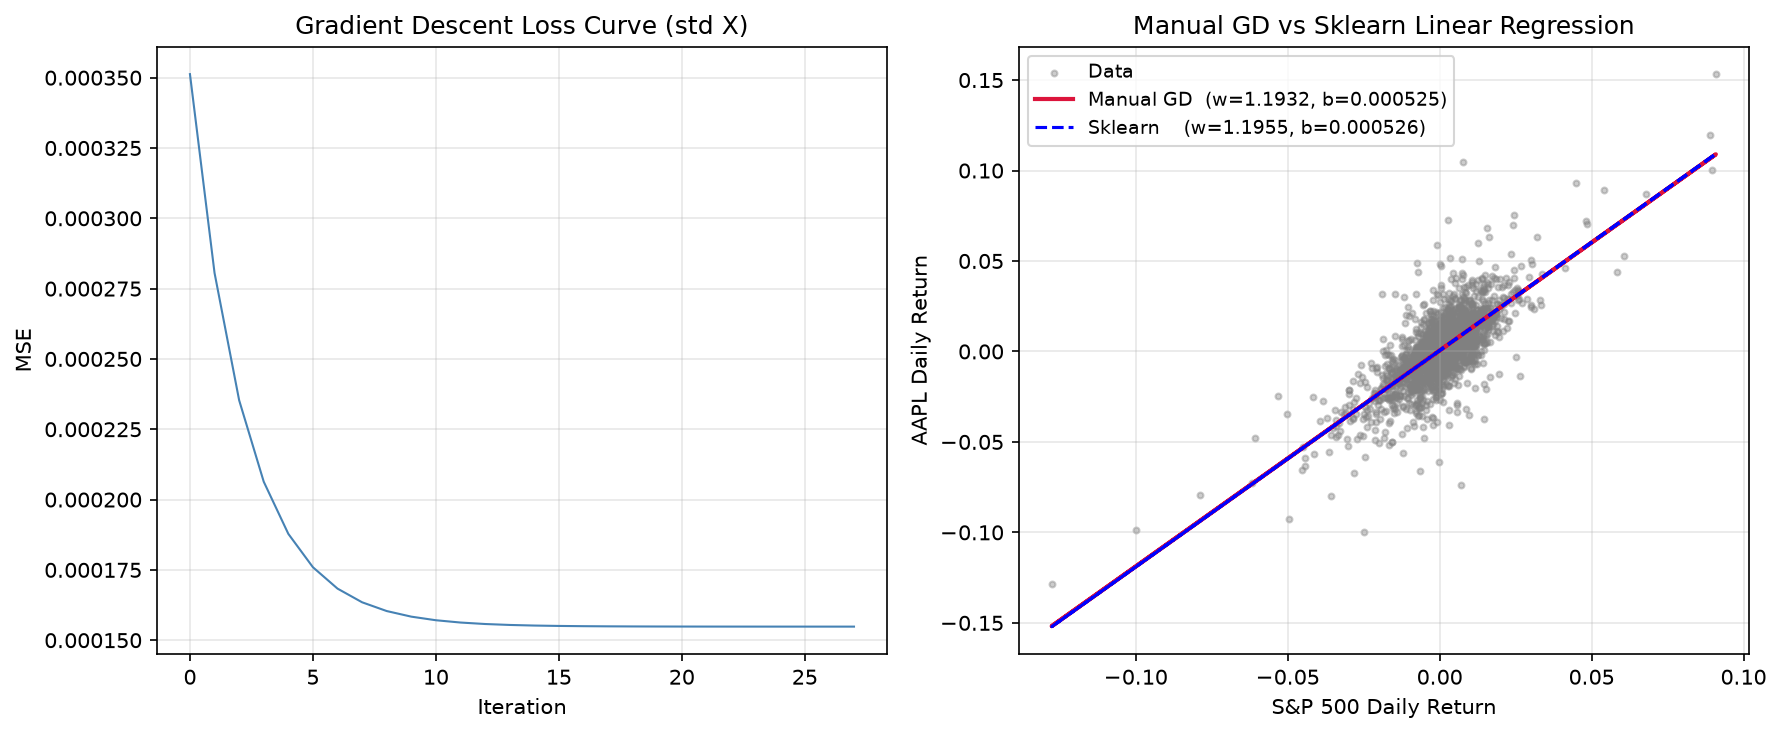 Gradient Descent Loss Curve (std X)
0.000350
0.000325
0.000300
0.000275
0.000250
0.000225
0.000200
0.000175
0.000150
MSE
0 5 10 15 20 25
Iteration
Manual GD vs Sklearn Linear Regression
Data
Manual GD (w=1.1932, b=0.000525)
Sklearn (w=1.1955, b=0.000526)
0.15
0.10
0.05
0.00
−0.05
−0.10
−0.15
AAPL Daily Return
−0.10 −0.05 0.00 0.05 0.10
S&P 500 Daily Return